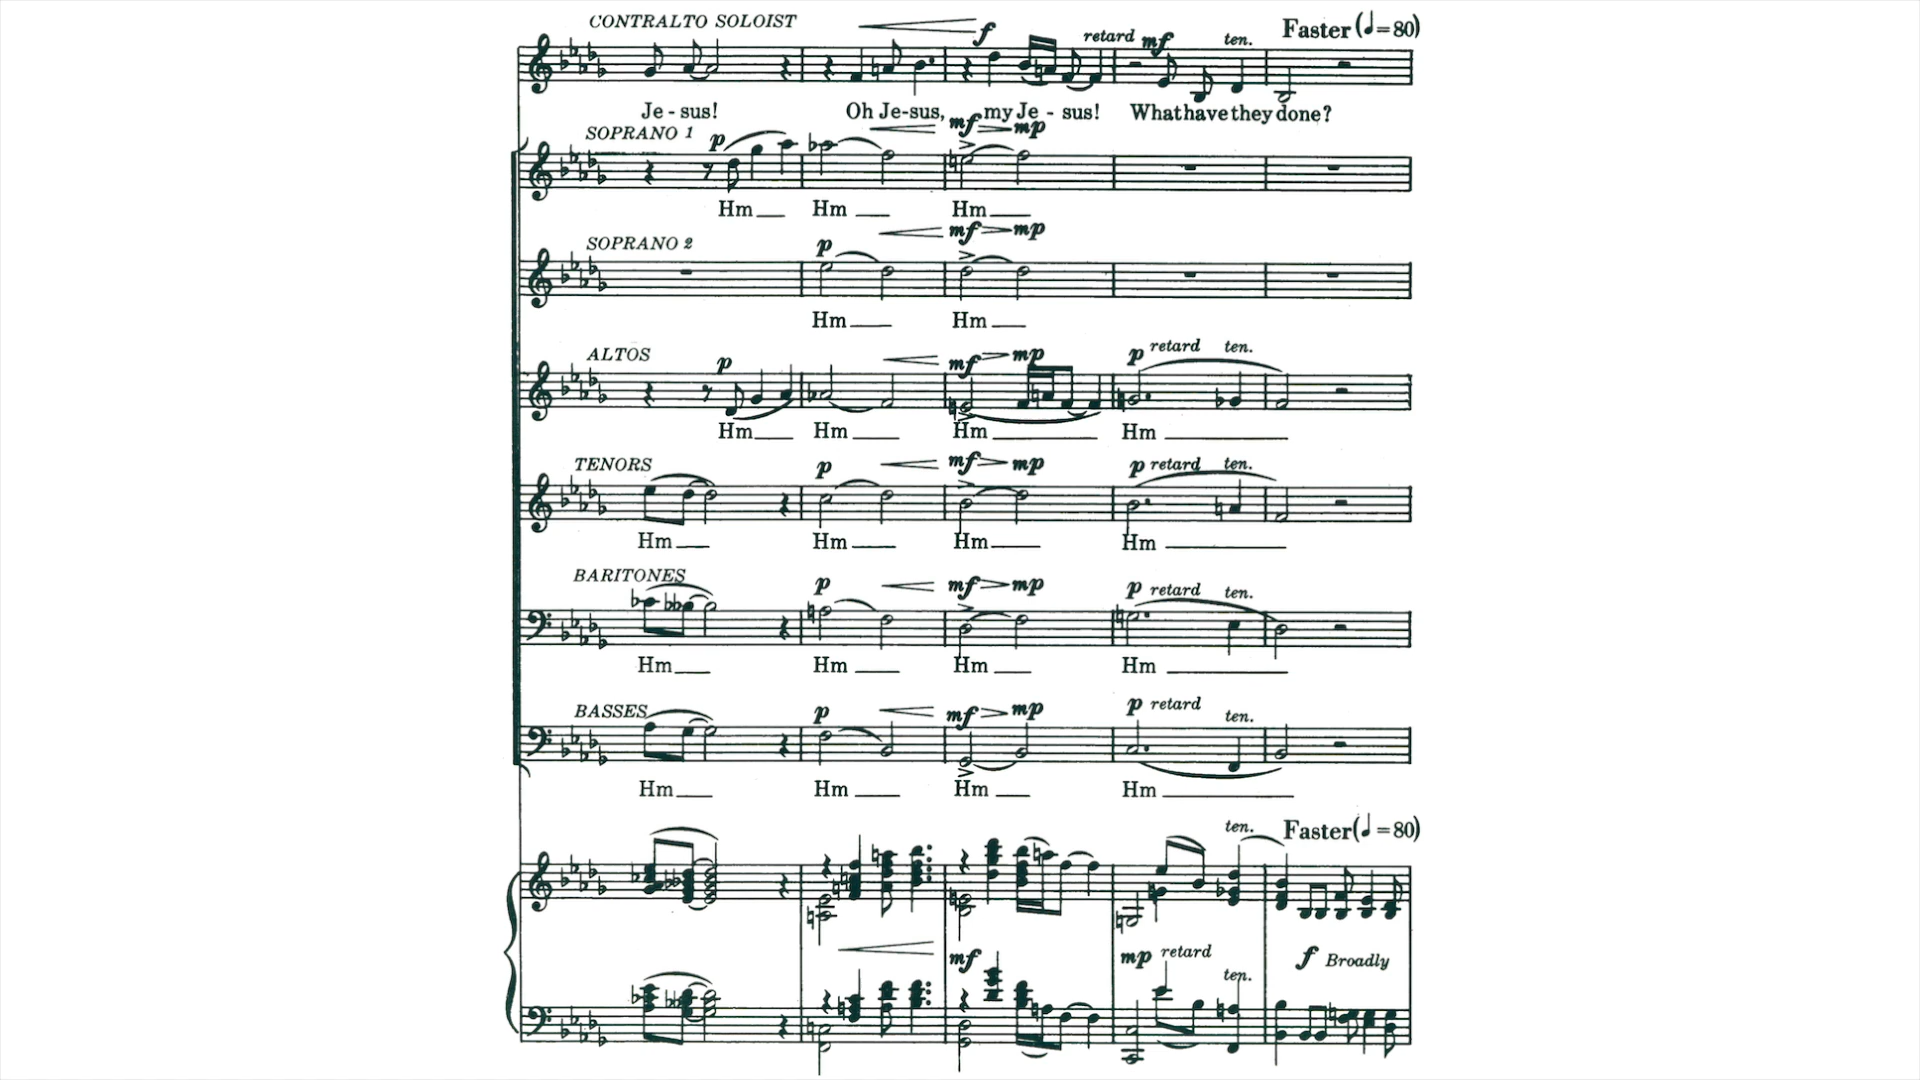 CONTRALTO SOLOIST
f
retard mf ten.
Faster (♩=80)
Je - sus! Oh Je-sus, my Je - sus! What have they done?
SOPRANO 1
p mf mp
Hm Hm Hm
SOPRANO 2
p mf mp
Hm Hm
ALTOS
p mf mp p retard ten.
Hm Hm Hm Hm
TENORS
p mf mp p retard ten.
Hm Hm Hm Hm
BARITONES
p mf mp p retard ten.
Hm Hm Hm Hm
BASSES
p mf mp p retard ten.
Hm Hm Hm Hm
ten. Faster (♩=80)
mf mp retard ten. f Broadly